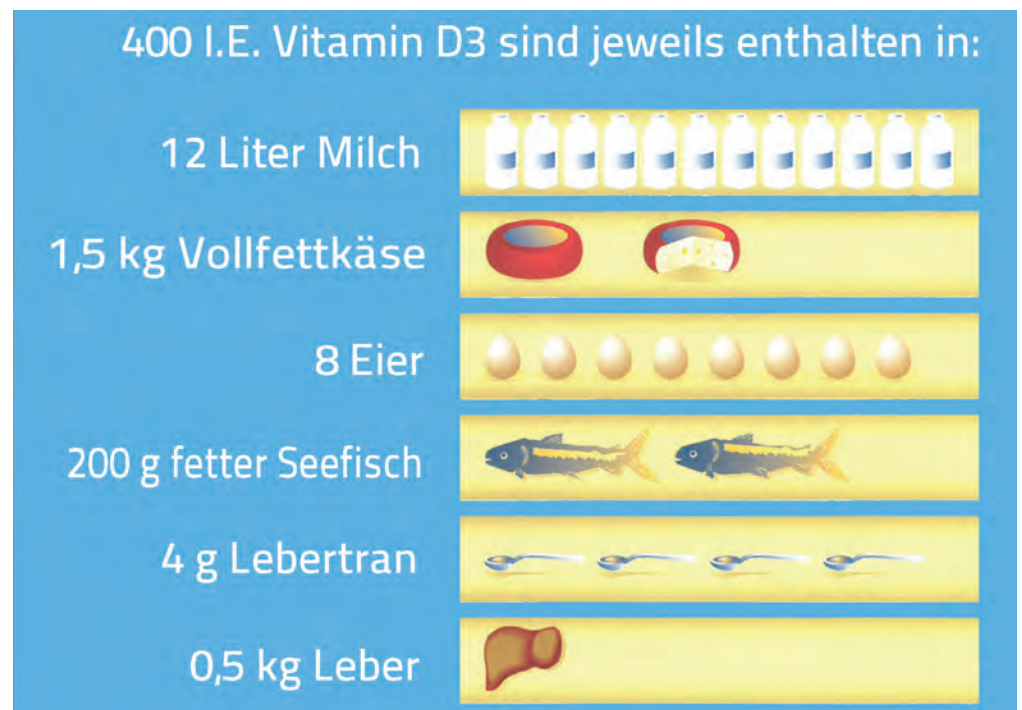 400 I.E. Vitamin D3 sind jeweils enthalten in:
12 Liter Milch
1,5 kg Vollfettkäse
8 Eier
200 g fetter Seefisch
4 g Lebertran
0,5 kg Leber